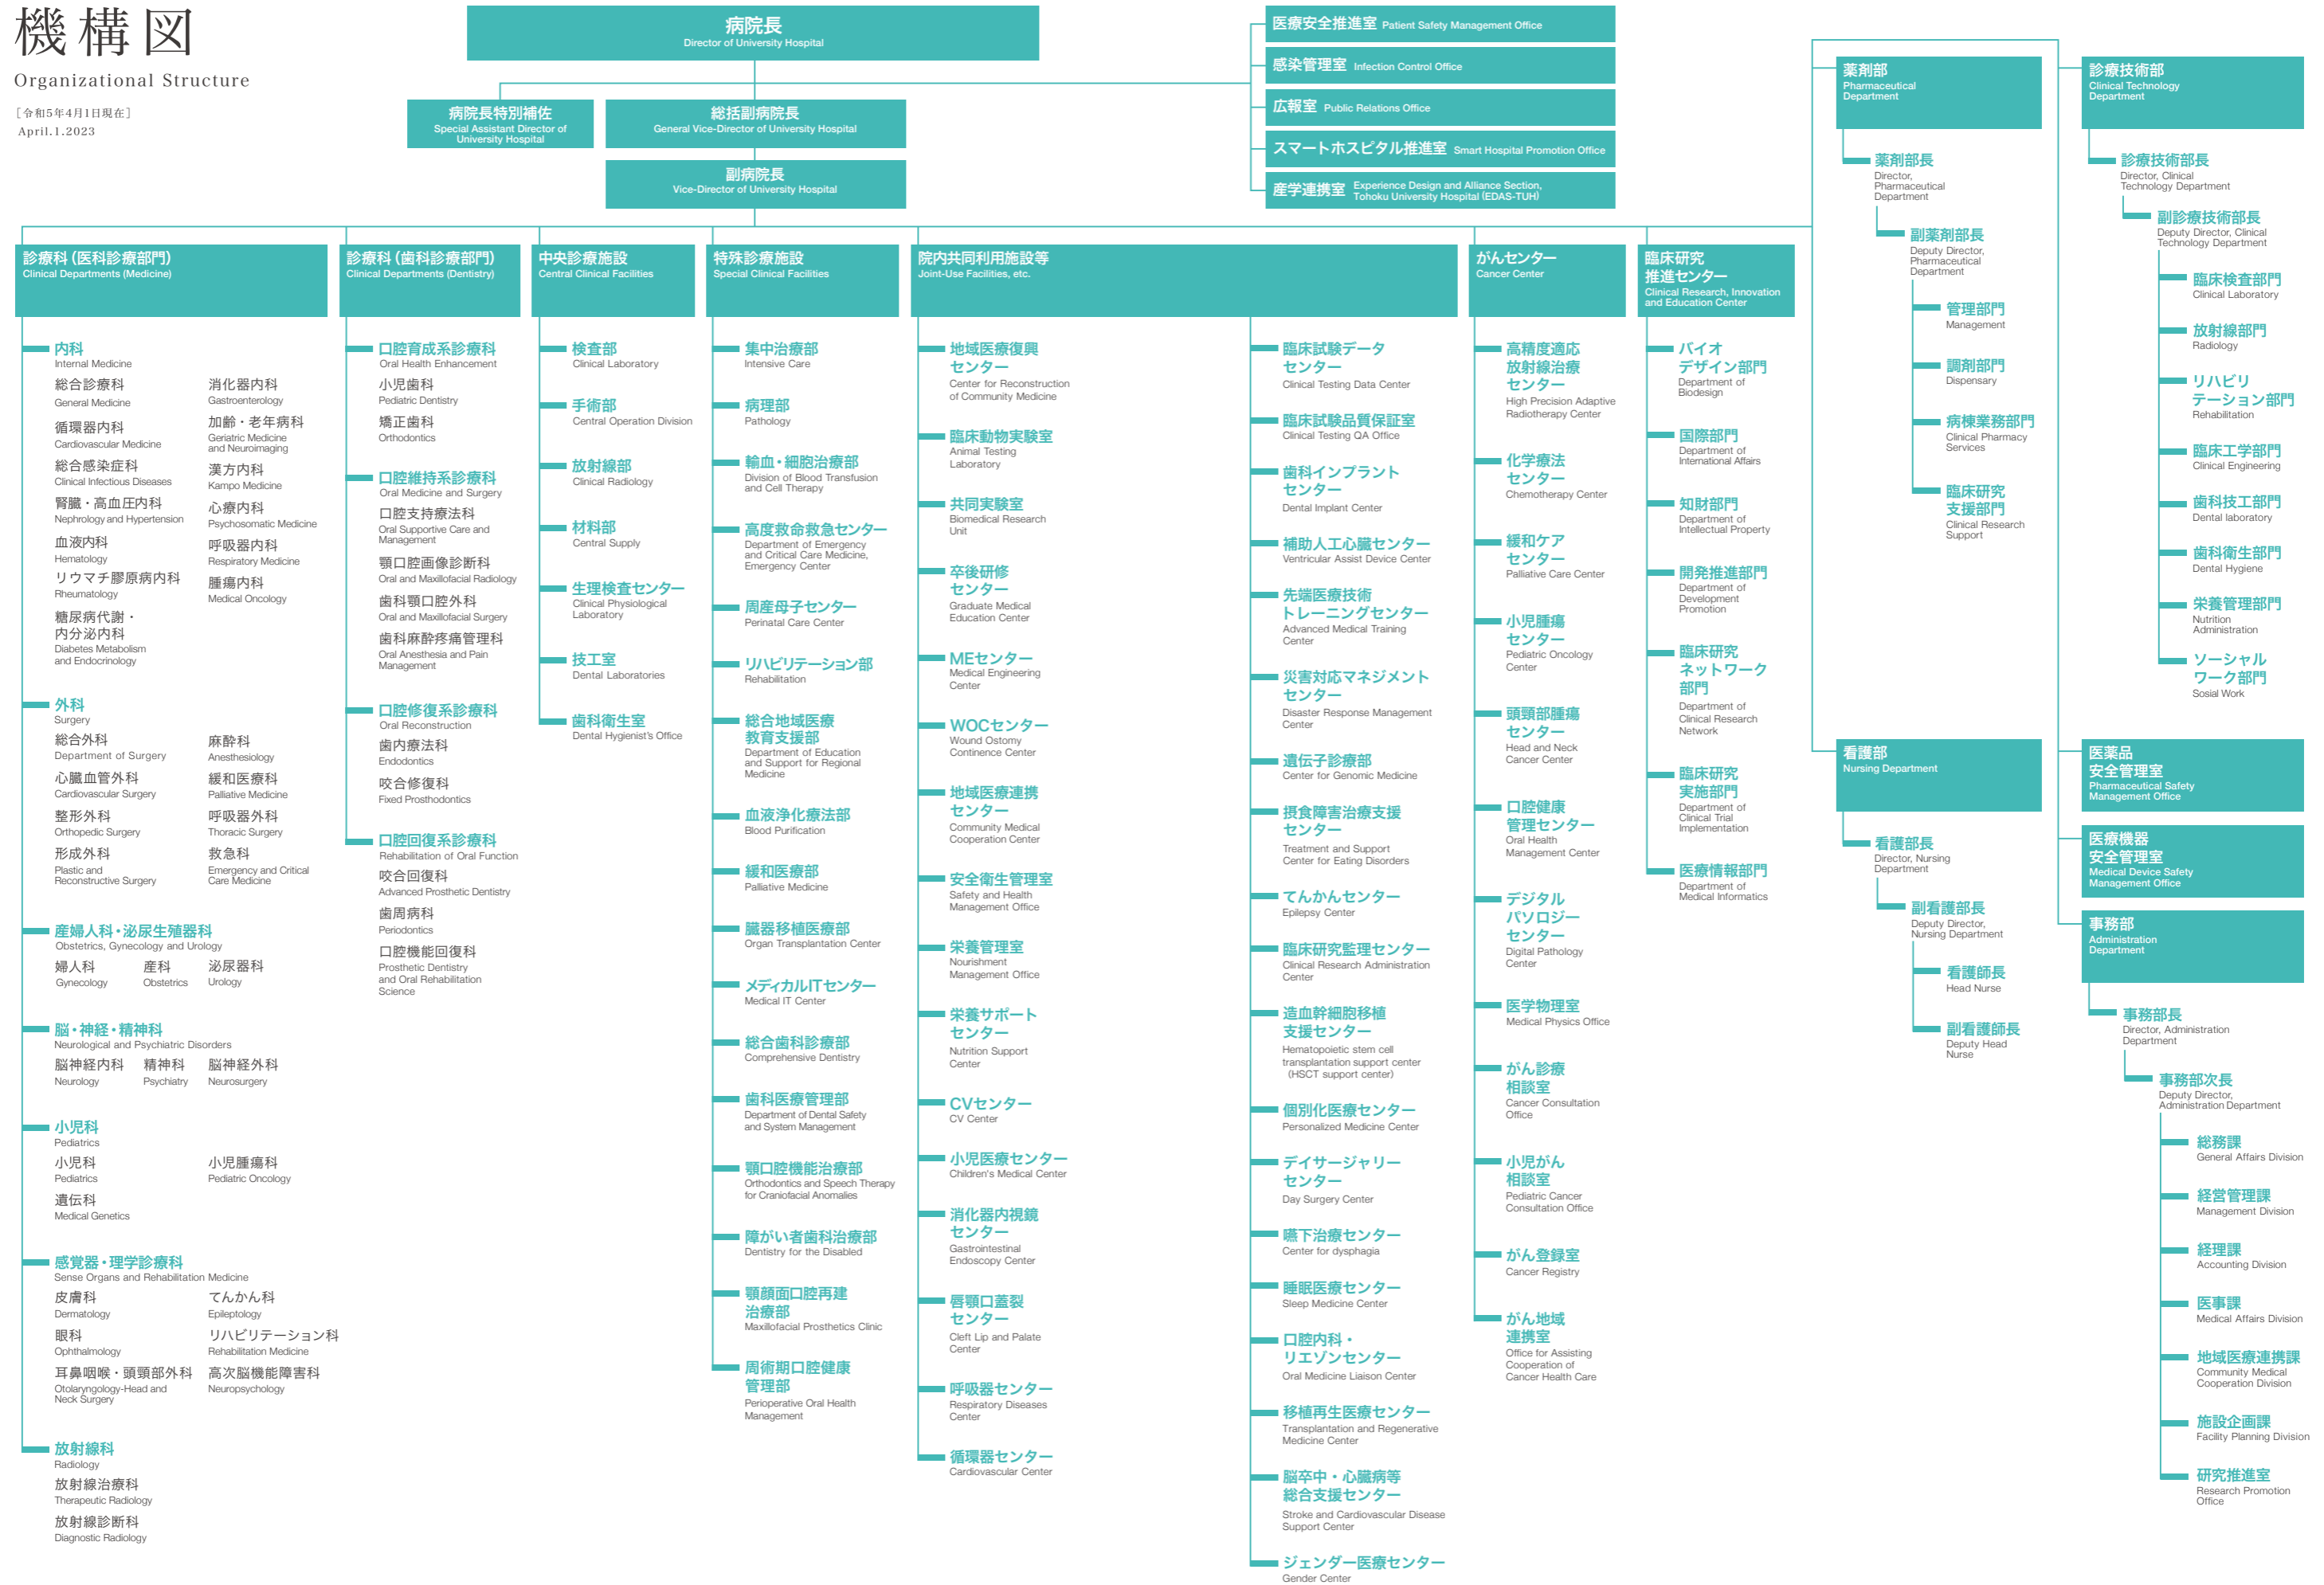 機構図
Organizational Structure
［令和5年4月1日現在］
April.1.2023
病院長
Director of University Hospital
病院長特別補佐
Special Assistant Director of
University Hospital
総括副病院長
General Vice-Director of University Hospital
副病院長
Vice-Director of University Hospital
医療安全推進室 Patient Safety Management Office
感染管理室 Infection Control Office
広報室 Public Relations Office
スマートホスピタル推進室 Smart Hospital Promotion Office
産学連携室 Experience Design and Alliance Section,
Tohoku University Hospital (EDAS-TUH)
診療科（医科診療部門）
Clinical Departments (Medicine)
内科
Internal Medicine
総合診療科
General Medicine
循環器内科
Cardiovascular Medicine
総合感染症科
Clinical Infectious Diseases
腎臓・高血圧内科
Nephrology and Hypertension
血液内科
Hematology
リウマチ膠原病内科
Rheumatology
糖尿病代謝・
内分泌内科
Diabetes Metabolism
and Endocrinology
消化器内科
Gastroenterology
加齢・老年病科
Geriatric Medicine
and Neuroimaging
漢方内科
Kampo Medicine
心療内科
Psychosomatic Medicine
呼吸器内科
Respiratory Medicine
腫瘍内科
Medical Oncology
外科
Surgery
総合外科
Department of Surgery
心臓血管外科
Cardiovascular Surgery
整形外科
Orthopedic Surgery
形成外科
Plastic and
Reconstructive Surgery
麻酔科
Anesthesiology
緩和医療科
Palliative Medicine
呼吸器外科
Thoracic Surgery
救急科
Emergency and Critical
Care Medicine
産婦人科・泌尿生殖器科
Obstetrics, Gynecology and Urology
婦人科
Gynecology
産科
Obstetrics
泌尿器科
Urology
脳・神経・精神科
Neurological and Psychiatric Disorders
脳神経内科
Neurology
精神科
Psychiatry
脳神経外科
Neurosurgery
小児科
Pediatrics
小児科
Pediatrics
小児腫瘍科
Pediatric Oncology
遺伝科
Medical Genetics
感覚器・理学診療科
Sense Organs and Rehabilitation Medicine
皮膚科
Dermatology
てんかん科
Epileptology
眼科
Ophthalmology
リハビリテーション科
Rehabilitation Medicine
耳鼻咽喉・頭頸部外科
Otolaryngology-Head and
Neck Surgery
高次脳機能障害科
Neuropsychology
放射線科
Radiology
放射線治療科
Therapeutic Radiology
放射線診断科
Diagnostic Radiology
診療科（歯科診療部門）
Clinical Departments (Dentistry)
口腔育成系診療科
Oral Health Enhancement
小児歯科
Pediatric Dentistry
矯正歯科
Orthodontics
口腔維持系診療科
Oral Medicine and Surgery
口腔支持療法科
Oral Supportive Care and
Management
顎口腔画像診断科
Oral and Maxillofacial Radiology
歯科顎口腔外科
Oral and Maxillofacial Surgery
歯科麻酔疼痛管理科
Oral Anesthesia and Pain
Management
口腔修復系診療科
Oral Reconstruction
歯内療法科
Endodontics
咬合修復科
Fixed Prosthodontics
口腔回復系診療科
Rehabilitation of Oral Function
咬合回復科
Advanced Prosthetic Dentistry
歯周病科
Periodontics
口腔機能回復科
Prosthetic Dentistry
and Oral Rehabilitation
Science
中央診療施設
Central Clinical Facilities
検査部
Clinical Laboratory
手術部
Central Operation Division
放射線部
Clinical Radiology
材料部
Central Supply
生理検査センター
Clinical Physiological
Laboratory
技工室
Dental Laboratories
歯科衛生室
Dental Hygienist's Office
特殊診療施設
Special Clinical Facilities
集中治療部
Intensive Care
病理部
Pathology
輸血・細胞治療部
Division of Blood Transfusion
and Cell Therapy
高度救命救急センター
Department of Emergency
and Critical Care Medicine,
Emergency Center
周産母子センター
Perinatal Care Center
リハビリテーション部
Rehabilitation
総合地域医療
教育支援部
Department of Education
and Support for Regional
Medicine
血液浄化療法部
Blood Purification
緩和医療部
Palliative Medicine
臓器移植医療部
Organ Transplantation Center
メディカルITセンター
Medical IT Center
総合歯科診療部
Comprehensive Dentistry
歯科医療管理部
Department of Dental Safety
and System Management
顎口腔機能治療部
Orthodontics and Speech Therapy
for Craniofacial Anomalies
障がい者歯科治療部
Dentistry for the Disabled
顎顔面口腔再建
治療部
Maxillofacial Prosthetics Clinic
周術期口腔健康
管理部
Perioperative Oral Health
Management
院内共同利用施設等
Joint-Use Facilities, etc.
地域医療復興
センター
Center for Reconstruction
of Community Medicine
臨床動物実験室
Animal Testing
Laboratory
共同実験室
Biomedical Research
Unit
卒後研修
センター
Graduate Medical
Education Center
MEセンター
Medical Engineering
Center
WOCセンター
Wound Ostomy
Continence Center
地域医療連携
センター
Community Medical
Cooperation Center
安全衛生管理室
Safety and Health
Management Office
栄養管理室
Nourishment
Management Office
栄養サポート
センター
Nutrition Support
Center
CVセンター
CV Center
小児医療センター
Children's Medical Center
消化器内視鏡
センター
Gastrointestinal
Endoscopy Center
唇顎口蓋裂
センター
Cleft Lip and Palate
Center
呼吸器センター
Respiratory Diseases
Center
循環器センター
Cardiovascular Center
臨床試験データ
センター
Clinical Testing Data Center
臨床試験品質保証室
Clinical Testing QA Office
歯科インプラント
センター
Dental Implant Center
補助人工心臓センター
Ventricular Assist Device Center
先端医療技術
トレーニングセンター
Advanced Medical Training
Center
災害対応マネジメント
センター
Disaster Response Management
Center
遺伝子診療部
Center for Genomic Medicine
摂食障害治療支援
センター
Treatment and Support
Center for Eating Disorders
てんかんセンター
Epilepsy Center
臨床研究監理センター
Clinical Research Administration
Center
造血幹細胞移植
支援センター
Hematopoietic stem cell
transplantation support center
（HSCT support center）
個別化医療センター
Personalized Medicine Center
デイサージャリー
センター
Day Surgery Center
嚥下治療センター
Center for dysphagia
睡眠医療センター
Sleep Medicine Center
口腔内科・
リエゾンセンター
Oral Medicine Liaison Center
移植再生医療センター
Transplantation and Regenerative
Medicine Center
脳卒中・心臓病等
総合支援センター
Stroke and Cardiovascular Disease
Support Center
ジェンダー医療センター
Gender Center
がんセンター
Cancer Center
高精度適応
放射線治療
センター
High Precision Adaptive
Radiotherapy Center
化学療法
センター
Chemotherapy Center
緩和ケア
センター
Palliative Care Center
小児腫瘍
センター
Pediatric Oncology
Center
頭頸部腫瘍
センター
Head and Neck
Cancer Center
口腔健康
管理センター
Oral Health
Management Center
デジタル
パソロジー
センター
Digital Pathology
Center
医学物理室
Medical Physics Office
がん診療
相談室
Cancer Consultation
Office
小児がん
相談室
Pediatric Cancer
Consultation Office
がん登録室
Cancer Registry
がん地域
連携室
Office for Assisting
Cooperation of
Cancer Health Care
臨床研究
推進センター
Clinical Research, Innovation
and Education Center
バイオ
デザイン部門
Department of
Biodesign
国際部門
Department of
International Affairs
知財部門
Department of
Intellectual Property
開発推進部門
Department of
Development
Promotion
臨床研究
ネットワーク
部門
Department of
Clinical Research
Network
臨床研究
実施部門
Department of
Clinical Trial
Implementation
医療情報部門
Department of
Medical Informatics
薬剤部
Pharmaceutical
Department
薬剤部長
Director,
Pharmaceutical
Department
副薬剤部長
Deputy Director,
Pharmaceutical
Department
管理部門
Management
調剤部門
Dispensary
病棟業務部門
Clinical Pharmacy
Services
臨床研究
支援部門
Clinical Research
Support
看護部
Nursing Department
看護部長
Director, Nursing
Department
副看護部長
Deputy Director,
Nursing Department
看護師長
Head Nurse
副看護師長
Deputy Head
Nurse
診療技術部
Clinical Technology
Department
診療技術部長
Director, Clinical
Technology Department
副診療技術部長
Deputy Director, Clinical
Technology Department
臨床検査部門
Clinical Laboratory
放射線部門
Radiology
リハビリ
テーション部門
Rehabilitation
臨床工学部門
Clinical Engineering
歯科技工部門
Dental laboratory
歯科衛生部門
Dental Hygiene
栄養管理部門
Nutrition
Administration
ソーシャル
ワーク部門
Sosial Work
医薬品
安全管理室
Pharmaceutical Safety
Management Office
医療機器
安全管理室
Medical Device Safety
Management Office
事務部
Administration
Department
事務部長
Director, Administration
Department
事務部次長
Deputy Director,
Administration Department
総務課
General Affairs Division
経営管理課
Management Division
経理課
Accounting Division
医事課
Medical Affairs Division
地域医療連携課
Community Medical
Cooperation Division
施設企画課
Facility Planning Division
研究推進室
Research Promotion
Office